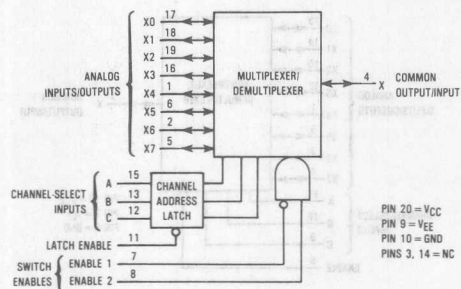 X0 17
X1 18
X2 19
X3 16
X4 1
X5 6
X6 2
X7 5
ANALOG
INPUTS/OUTPUTS
MULTIPLEXER/
DEMULTIPLEXER
4
X
COMMON
OUTPUT/INPUT
CHANNEL-SELECT
INPUTS
A 15
B 13
C 12
CHANNEL
ADDRESS
LATCH
LATCH ENABLE 11
SWITCH
ENABLES
ENABLE 1 7
ENABLE 2 8
PIN 20 = VCC
PIN 9 = VEE
PIN 10 = GND
PINS 3, 14 = NC